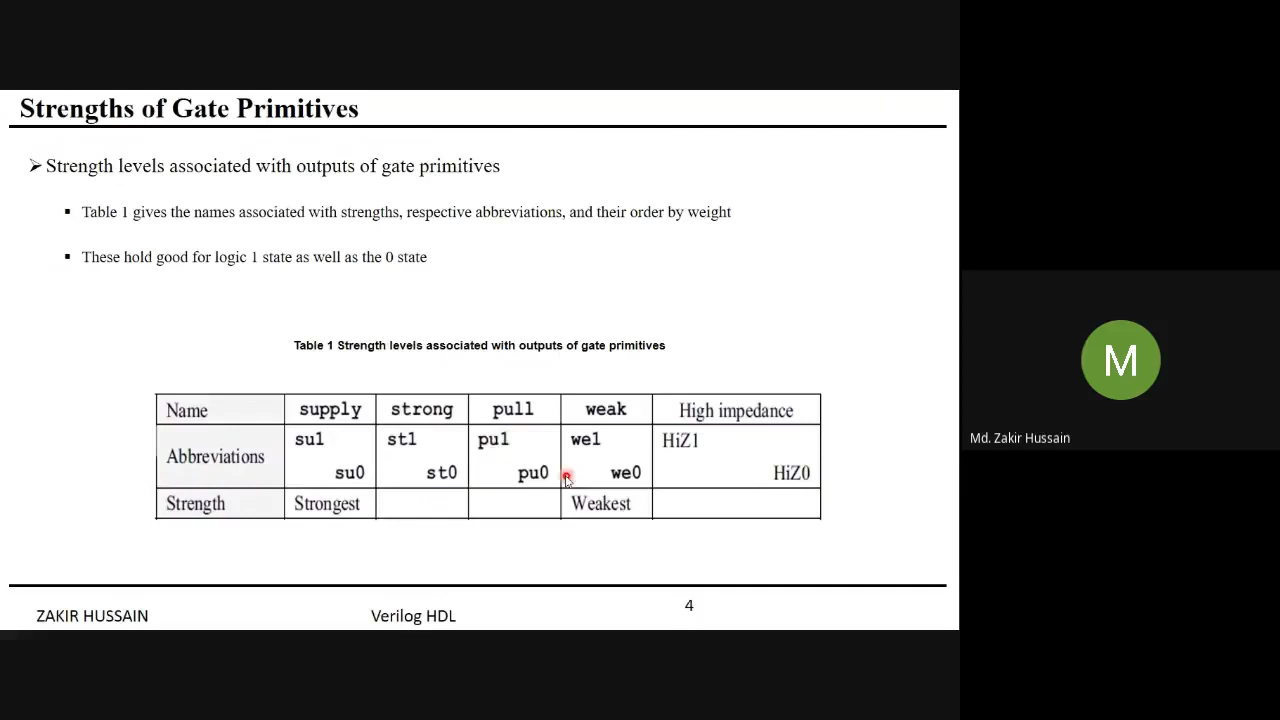 Strengths of Gate Primitives
Strength levels associated with outputs of gate primitives
Table 1 gives the names associated with strengths, respective abbreviations, and their order by weight
These hold good for logic 1 state as well as the 0 state
Table 1 Strength levels associated with outputs of gate primitives
Name supply strong pull weak High impedance
Abbreviations su1 su0 st1 st0 pu1 pu0 we1 we0 HiZ1 HiZ0
Strength Strongest Weakest
ZAKIR HUSSAIN Verilog HDL 4
M
Md. Zakir Hussain